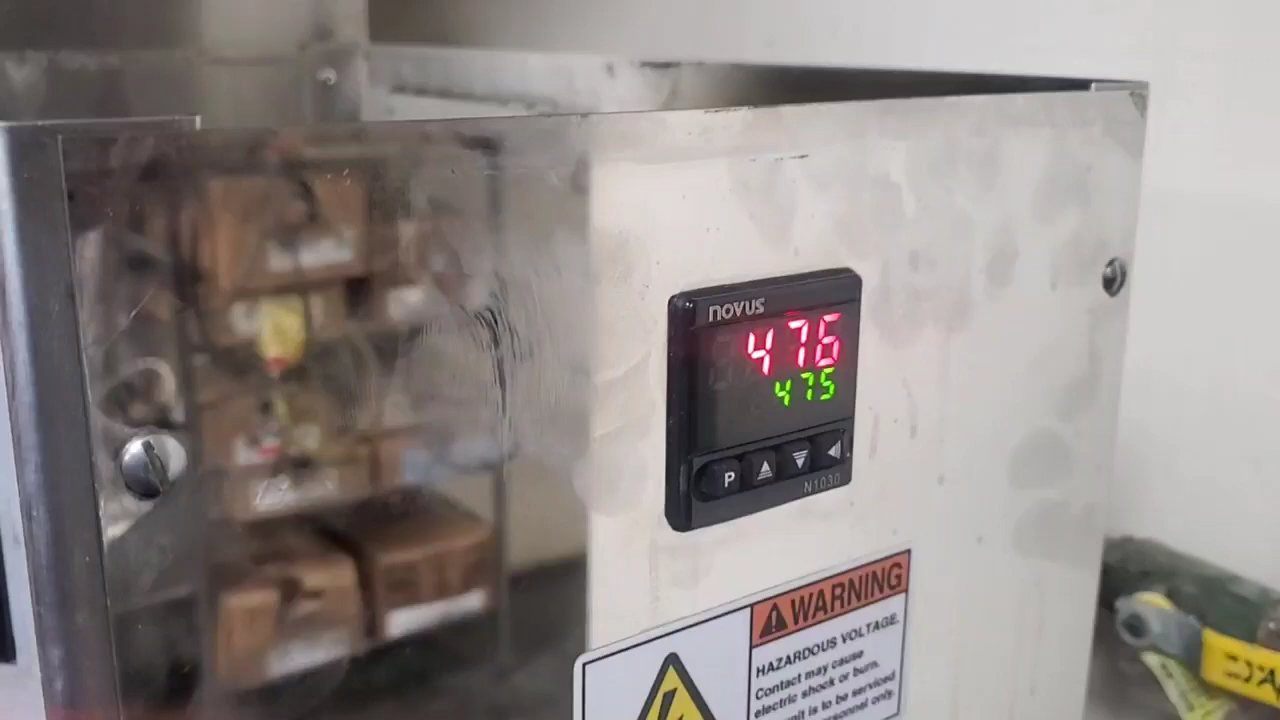 novus
476
475
P
N1030
WARNING
HAZARDOUS VOLTAGE.
Contact may cause
electric shock or burn.
unit is to be serviced
personnel only.